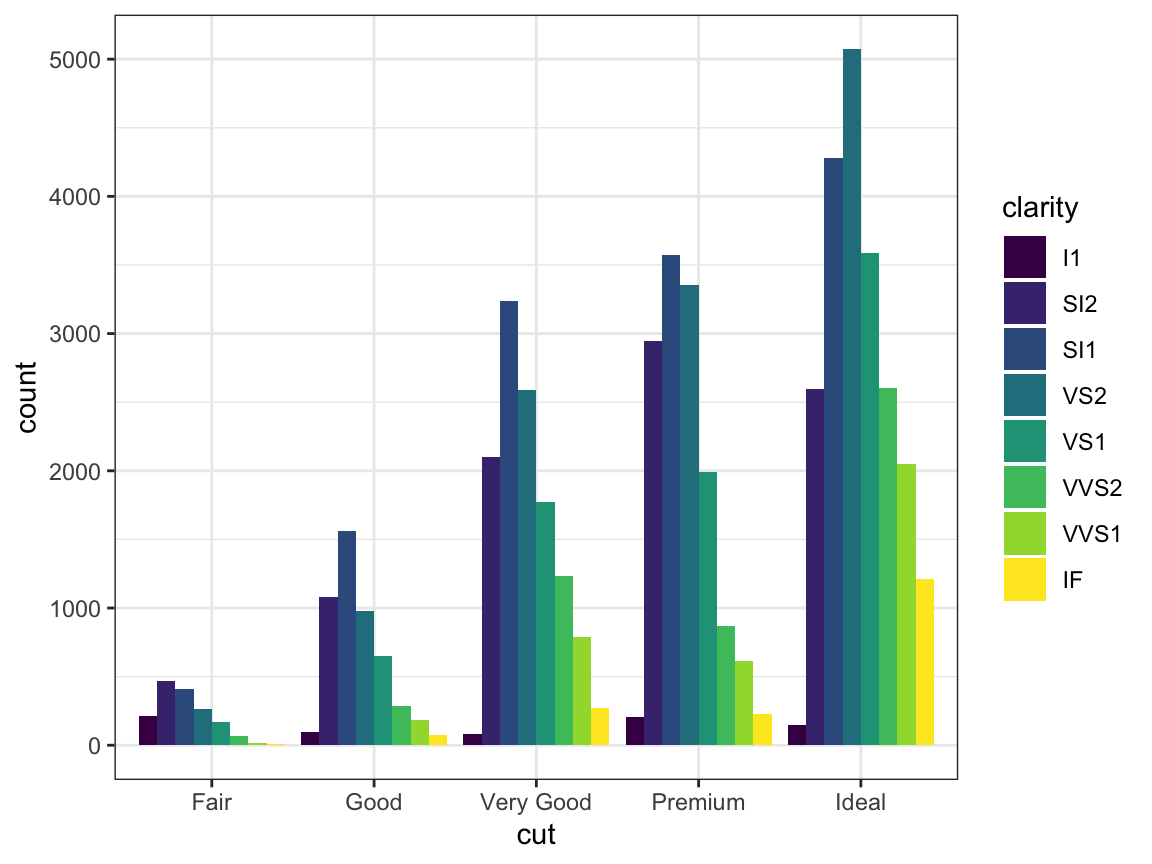 5000
4000
3000
2000
1000
0
count
Fair Good Very Good Premium Ideal
cut
clarity
I1
SI2
SI1
VS2
VS1
VVS2
VVS1
IF